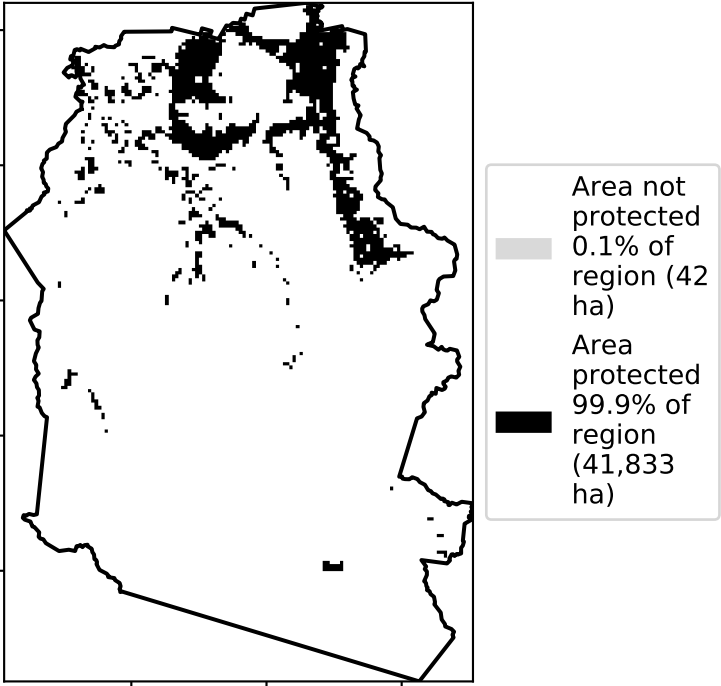 Area not
protected
0.1% of
region (42
ha)
Area
protected
99.9% of
region
(41,833
ha)